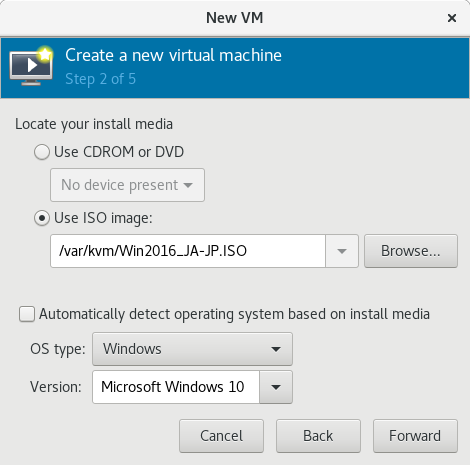 New VM
Create a new virtual machine
Step 2 of 5
Locate your install media
Use CDROM or DVD
No device present
Use ISO image:
/var/kvm/Win2016_JA-JP.ISO
Browse...
Automatically detect operating system based on install media
OS type: Windows
Version: Microsoft Windows 10
Cancel Back Forward